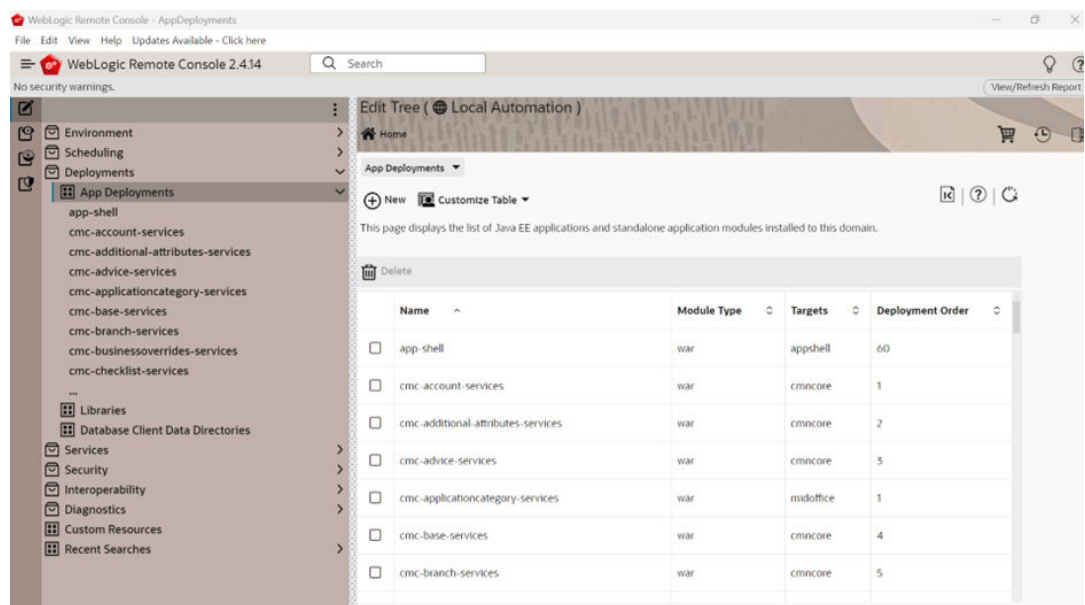 WebLogic Remote Console - AppDeployments
File Edit View Help Updates Available - Click here
WebLogic Remote Console 2.4.14
Search
No security warnings.
View/Refresh Report
Environment
Scheduling
Deployments
App Deployments
app-shell
cmc-account-services
cmc-additional-attributes-services
cmc-advice-services
cmc-applicationcategory-services
cmc-base-services
cmc-branch-services
cmc-businessoverrides-services
cmc-checklist-services
...
Libraries
Database Client Data Directories
Services
Security
Interoperability
Diagnostics
Custom Resources
Recent Searches
Edit Tree ( Local Automation )
Home
App Deployments
New Customize Table
This page displays the list of Java EE applications and standalone application modules installed to this domain.
Delete
Name Module Type Targets Deployment Order
app-shell war appshell 60
cmc-account-services war cmncore 1
cmc-additional-attributes-services war cmncore 2
cmc-advice-services war cmncore 3
cmc-applicationcategory-services war midoffice 1
cmc-base-services war cmncore 4
cmc-branch-services war cmncore 5